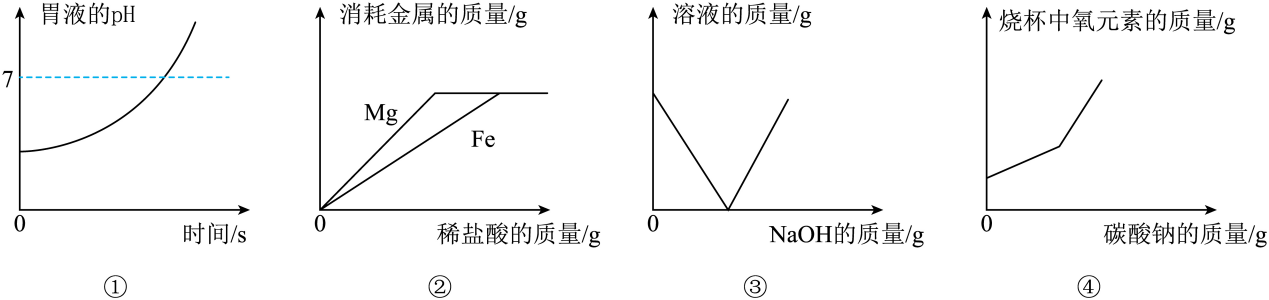 胃液的pH
7
0
时间/s
①
消耗金属的质量/g
Mg
Fe
0
稀盐酸的质量/g
②
溶液的质量/g
0
NaOH的质量/g
③
烧杯中氧元素的质量/g
0
碳酸钠的质量/g
④